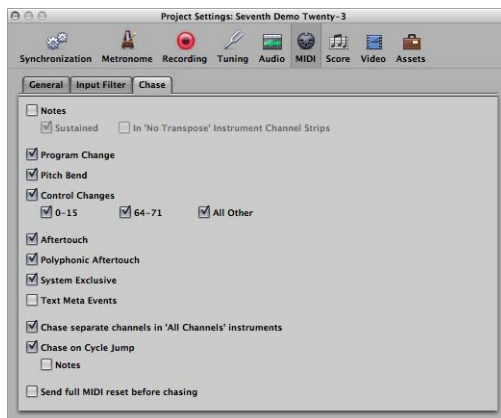 Project Settings: Seventh Demo Twenty-3
Synchronization Metronome Recording Tuning Audio MIDI Score Video Assets
General Input Filter Chase
Notes
Sustained In 'No Transpose' Instrument Channel Strips
Program Change
Pitch Bend
Control Changes
0-15 64-71 All Other
Aftertouch
Polyphonic Aftertouch
System Exclusive
Text Meta Events
Chase separate channels in 'All Channels' instruments
Chase on Cycle Jump
Notes
Send full MIDI reset before chasing